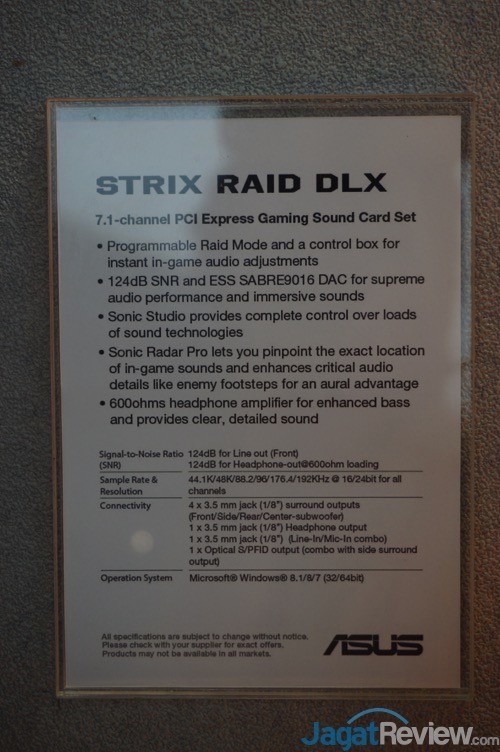 STRIX RAID DLX
7.1-channel PCI Express Gaming Sound Card Set
• Programmable Raid Mode and a control box for
instant in-game audio adjustments
• 124dB SNR and ESS SABRE9016 DAC for supreme
audio performance and immersive sounds
• Sonic Studio provides complete control over loads
of sound technologies
• Sonic Radar Pro lets you pinpoint the exact location
of in-game sounds and enhances critical audio
details like enemy footsteps for an aural advantage
• 600ohms headphone amplifier for enhanced bass
and provides clear, detailed sound
Signal-to-Noise Ratio 124dB for Line out (Front)
(SNR) 124dB for Headphone-out@600ohm loading
Sample Rate & 44.1K/48K/88.2/96/176.4/192KHz @ 16/24bit for all
Resolution channels
Connectivity 4 x 3.5 mm jack (1/8") surround outputs
(Front/Side/Rear/Center-subwoofer)
1 x 3.5 mm jack (1/8") Headphone output
1 x 3.5 mm jack (1/8") (Line-In/Mic-In combo)
1 x Optical S/PFID output (combo with side surround
output)
Operation System Microsoft® Windows® 8.1/8/7 (32/64bit)
All specifications are subject to change without notice.
Please check with your supplier for exact offers.
Products may not be available in all markets.
ASUS
JagatReview.com